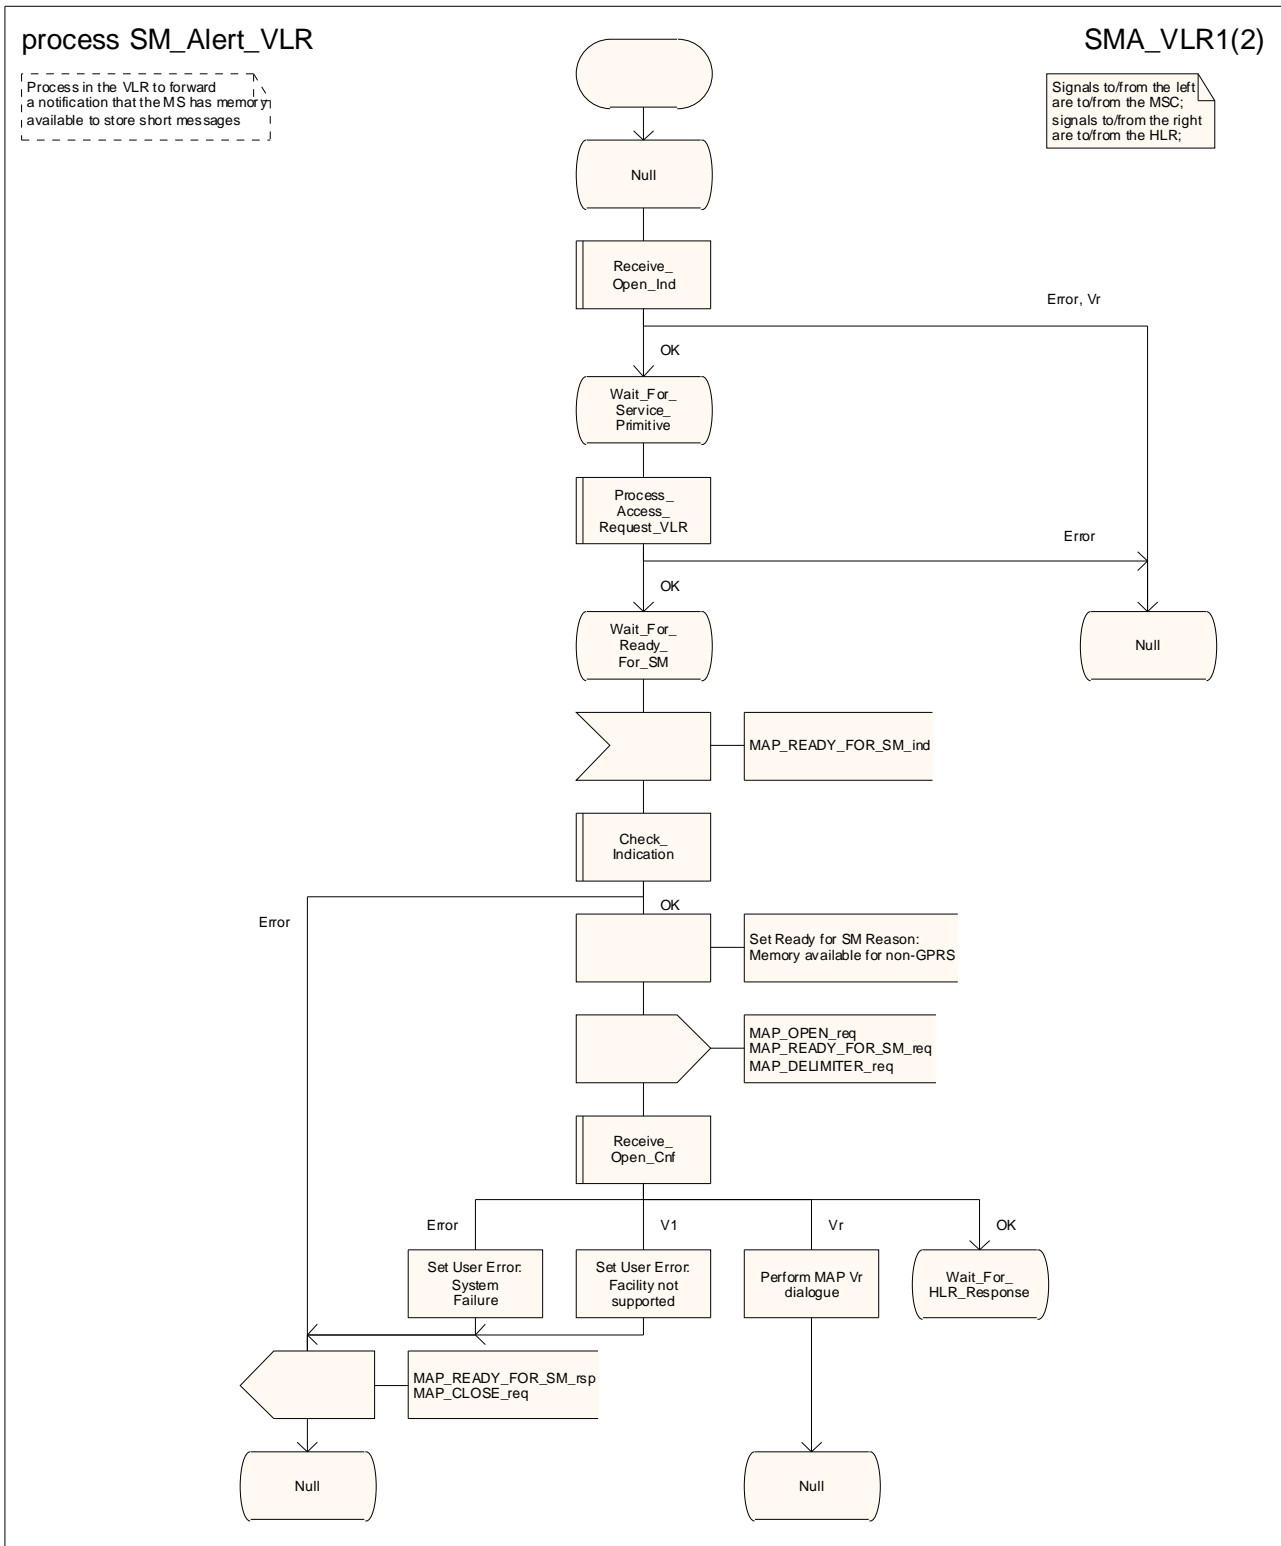 process SM_Alert_VLR
SMA_VLR1(2)
Process in the VLR to forward
a notification that the MS has memory
available to store short messages
Signals to/from the left
are to/from the MSC;
signals to/from the right
are to/from the HLR;
Null
Receive_
Open_Ind
Error, Vr
OK
Wait_For_
Service_
Primitive
Process_
Access_
Request_VLR
Error
OK
Wait_For_
Ready_
For_SM
Null
MAP_READY_FOR_SM_ind
Check_
Indication
Error
OK
Set Ready for SM Reason:
Memory available for non-GPRS
MAP_OPEN_req
MAP_READY_FOR_SM_req
MAP_DELIMITER_req
Receive_
Open_Cnf
Error
V1
Vr
OK
Set User Error:
System
Failure
Set User Error:
Facility not
supported
Perform MAP Vr
dialogue
Wait_For_
HLR_Response
MAP_READY_FOR_SM_rsp
MAP_CLOSE_req
Null
Null